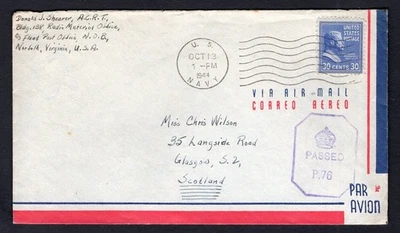 Donald J. Shearer, A.C.R.T.
Bldg. 158 Radio Materiel Office,
c/o Fleet Post Office, N.O.B,
Norfolk, Virginia, U.S.A.
U.S.
OCT 13
1 - PM
1944
NAVY
UNITED STATES
POSTAGE
30 CENTS 30
VIA AIR MAIL
CORREO AEREO
Miss Chris Wilson
35 Langside Road
Glasgow, S.2,
Scotland
PASSED
P.76
PAR
AVION